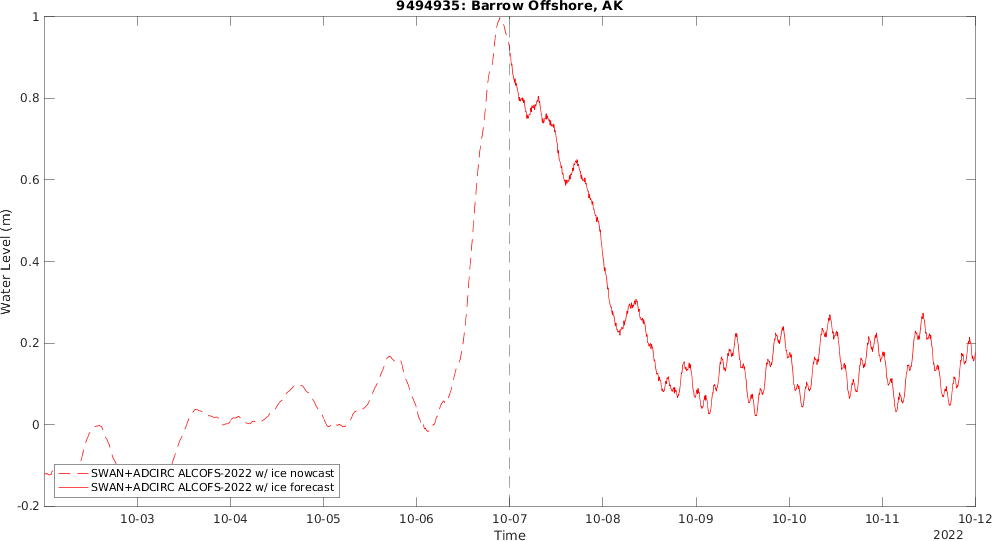 9494935: Barrow Offshore, AK
1
0.8
0.6
0.4
0.2
0
-0.2
Water Level (m)
SWAN+ADCIRC ALCOFS-2022 w/ ice nowcast
SWAN+ADCIRC ALCOFS-2022 w/ ice forecast
10-03 10-04 10-05 10-06 10-07 10-08 10-09 10-10 10-11 10-12
Time
2022